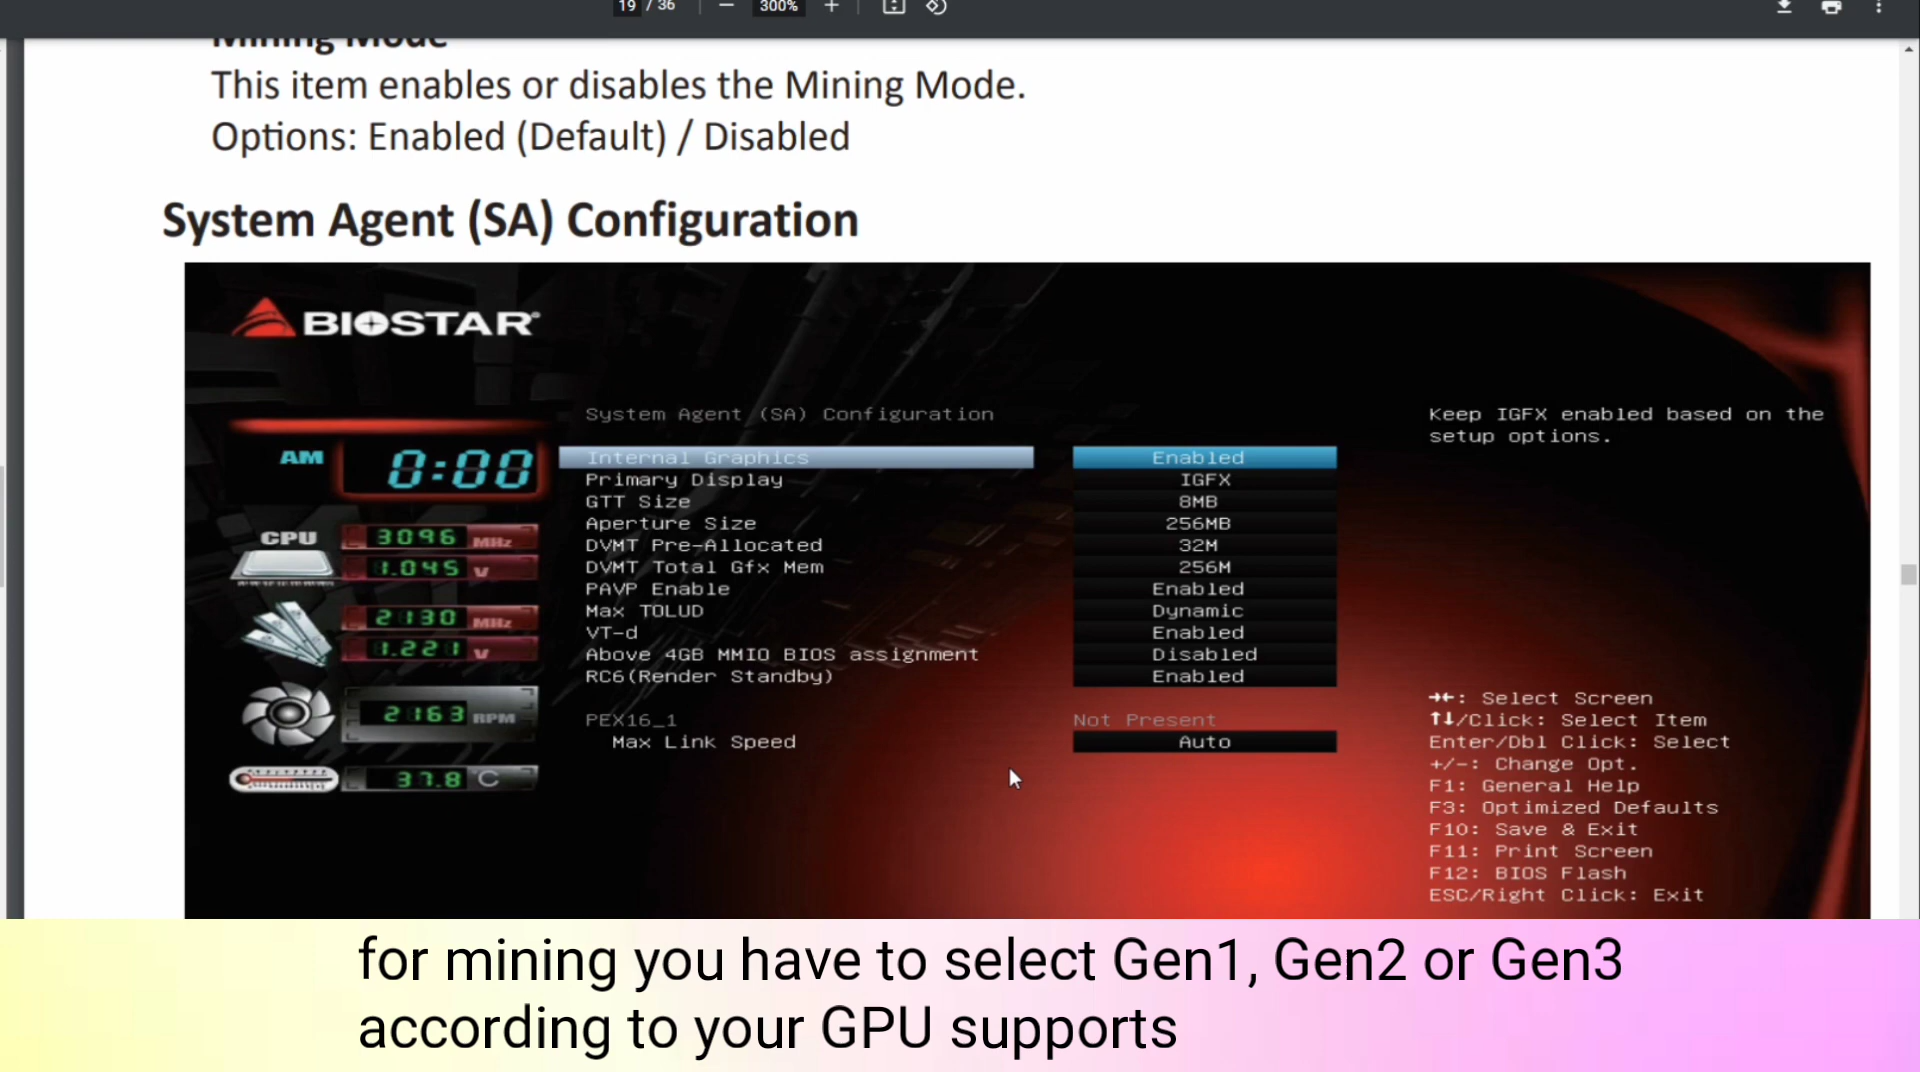 19 / 36 — 300% +
Mining Mode
This item enables or disables the Mining Mode.
Options: Enabled (Default) / Disabled
System Agent (SA) Configuration
BIOSTAR®
AM 0:00
CPU 3096 MHz
1.045 V
2130 MHz
1.221 V
2163 RPM
37.8 °C
System Agent (SA) Configuration
Internal Graphics Enabled
Primary Display IGFX
GTT Size 8MB
Aperture Size 256MB
DVMT Pre-Allocated 32M
DVMT Total Gfx Mem 256M
PAVP Enable Enabled
Max TOLUD Dynamic
VT-d Enabled
Above 4GB MMIO BIOS assignment Disabled
RC6(Render Standby) Enabled
PEX16_1 Not Present
Max Link Speed Auto
Keep IGFX enabled based on the
setup options.
→←: Select Screen
↑↓/Click: Select Item
Enter/Dbl Click: Select
+/-: Change Opt.
F1: General Help
F3: Optimized Defaults
F10: Save & Exit
F11: Print Screen
F12: BIOS Flash
ESC/Right Click: Exit
for mining you have to select Gen1, Gen2 or Gen3
according to your GPU supports